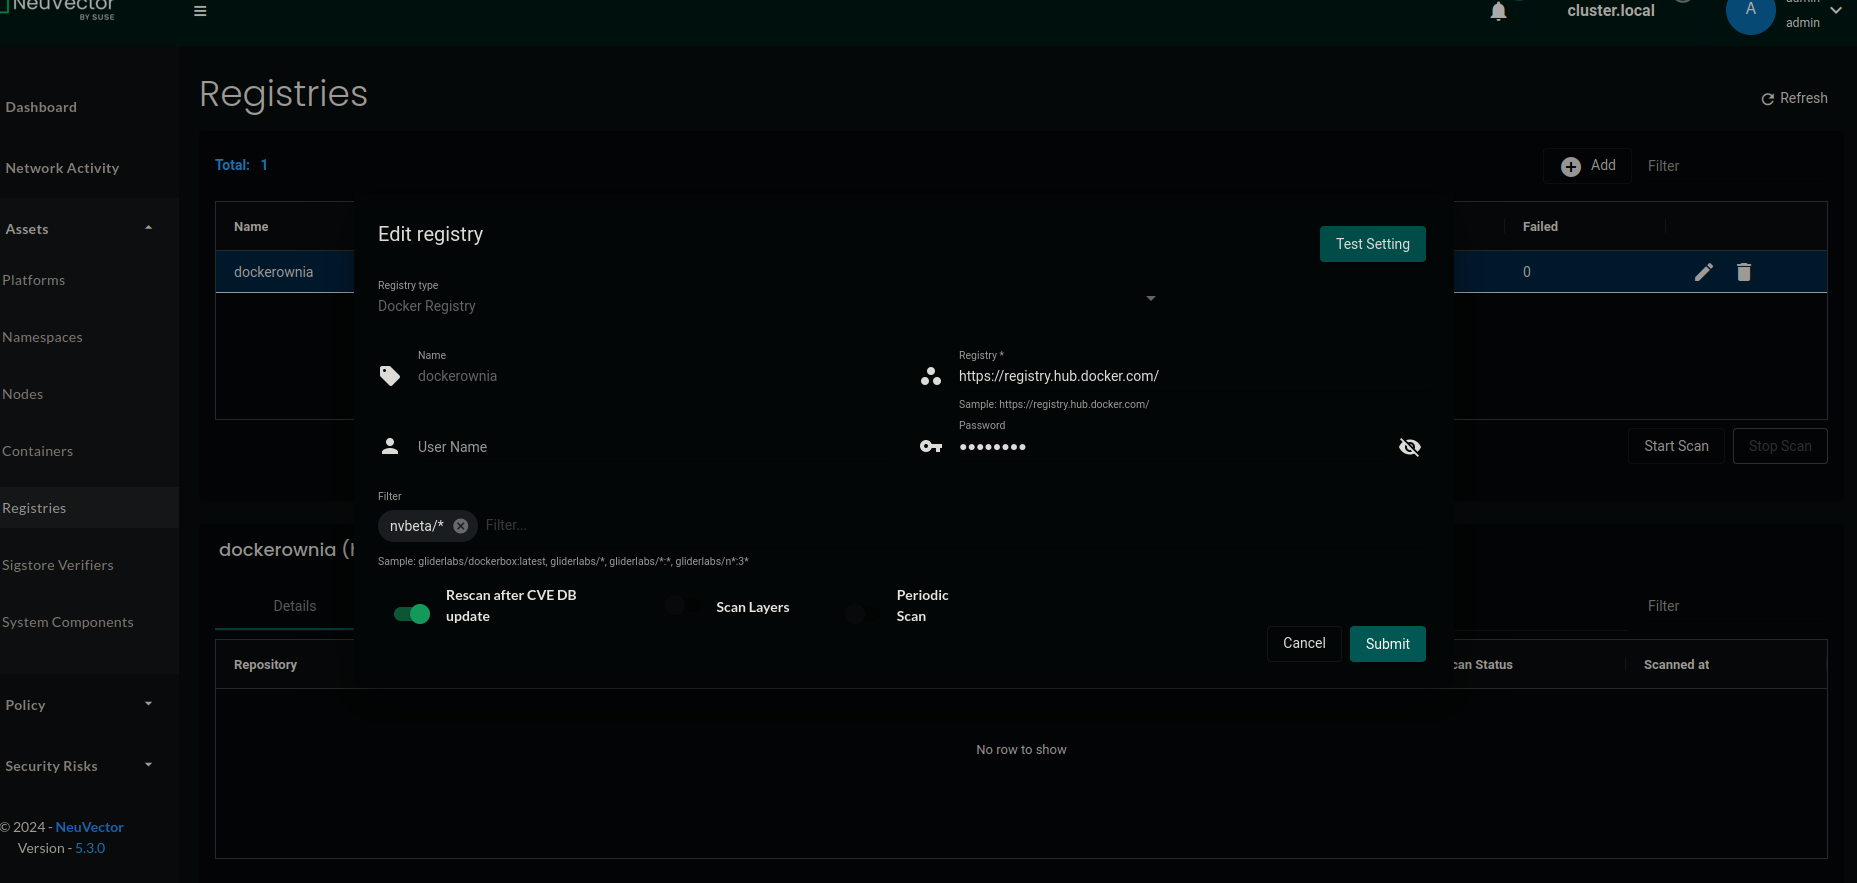 NeuVector
BY SUSE
cluster.local
A
admin
admin
Dashboard
Network Activity
Assets
Platforms
Namespaces
Nodes
Containers
Registries
Sigstore Verifiers
System Components
Policy
Security Risks
© 2024 - NeuVector
Version - 5.3.0
Registries
Refresh
Total: 1
Add
Filter
Name
Failed
dockerownia
0
Start Scan
Stop Scan
Edit registry
Test Setting
Registry type
Docker Registry
Name
dockerownia
Registry *
https://registry.hub.docker.com/
Sample: https://registry.hub.docker.com/
User Name
Password
••••••••
Filter
nvbeta/*
Filter...
Sample: gliderlabs/dockerbox:latest, gliderlabs/*, gliderlabs/*:*, gliderlabs/n*:3*
Rescan after CVE DB
update
Scan Layers
Periodic
Scan
Cancel
Submit
dockerownia (
Details
Filter
Repository
can Status
Scanned at
No row to show